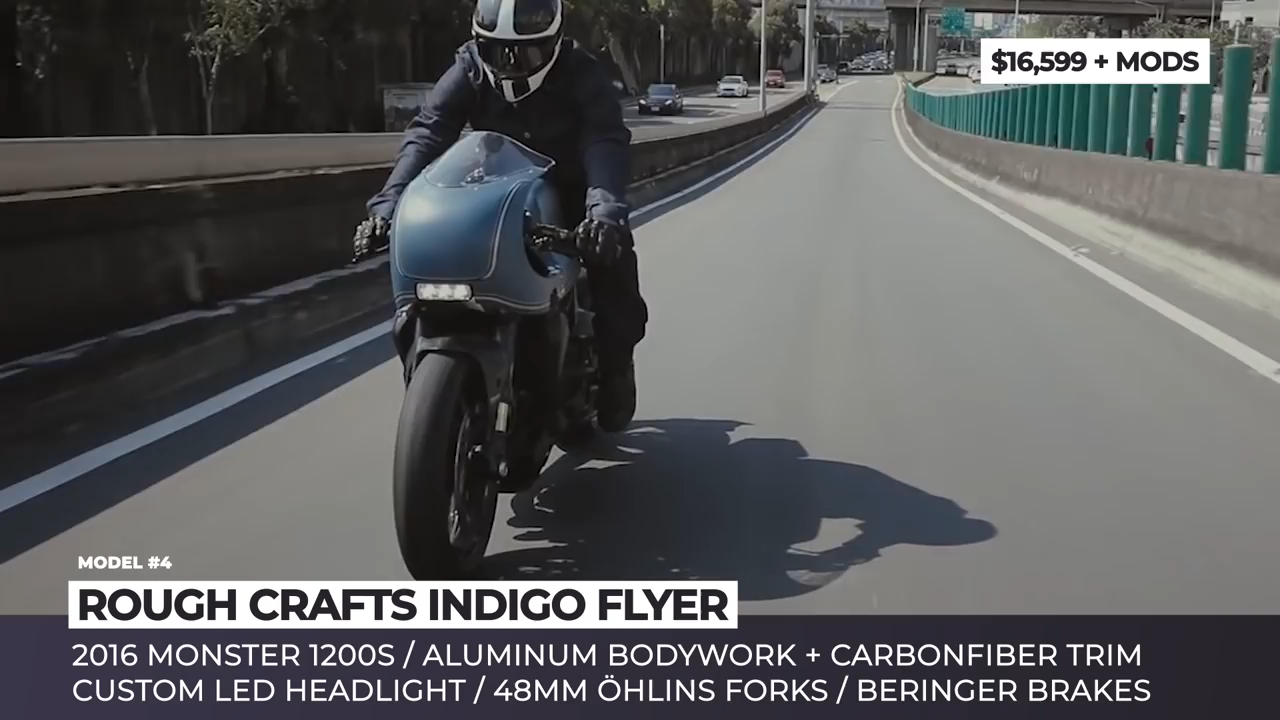 $16,599 + MODS
MODEL #4
ROUGH CRAFTS INDIGO FLYER
2016 MONSTER 1200S / ALUMINUM BODYWORK + CARBONFIBER TRIM
CUSTOM LED HEADLIGHT / 48MM ÖHLINS FORKS / BERINGER BRAKES